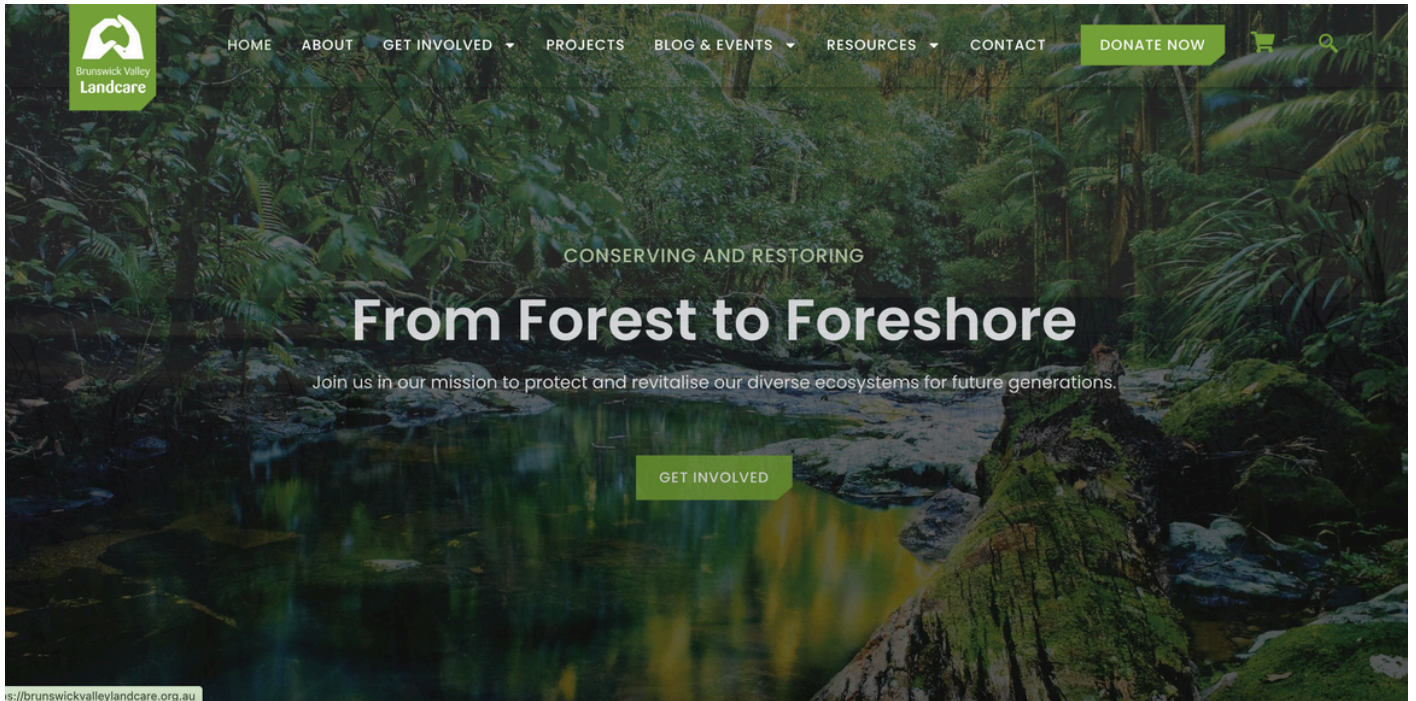 Brunswick Valley
Landcare
HOME ABOUT GET INVOLVED PROJECTS BLOG & EVENTS RESOURCES CONTACT DONATE NOW
CONSERVING AND RESTORING
From Forest to Foreshore
Join us in our mission to protect and revitalise our diverse ecosystems for future generations.
GET INVOLVED
s://brunswickvalleylandcare.org.au